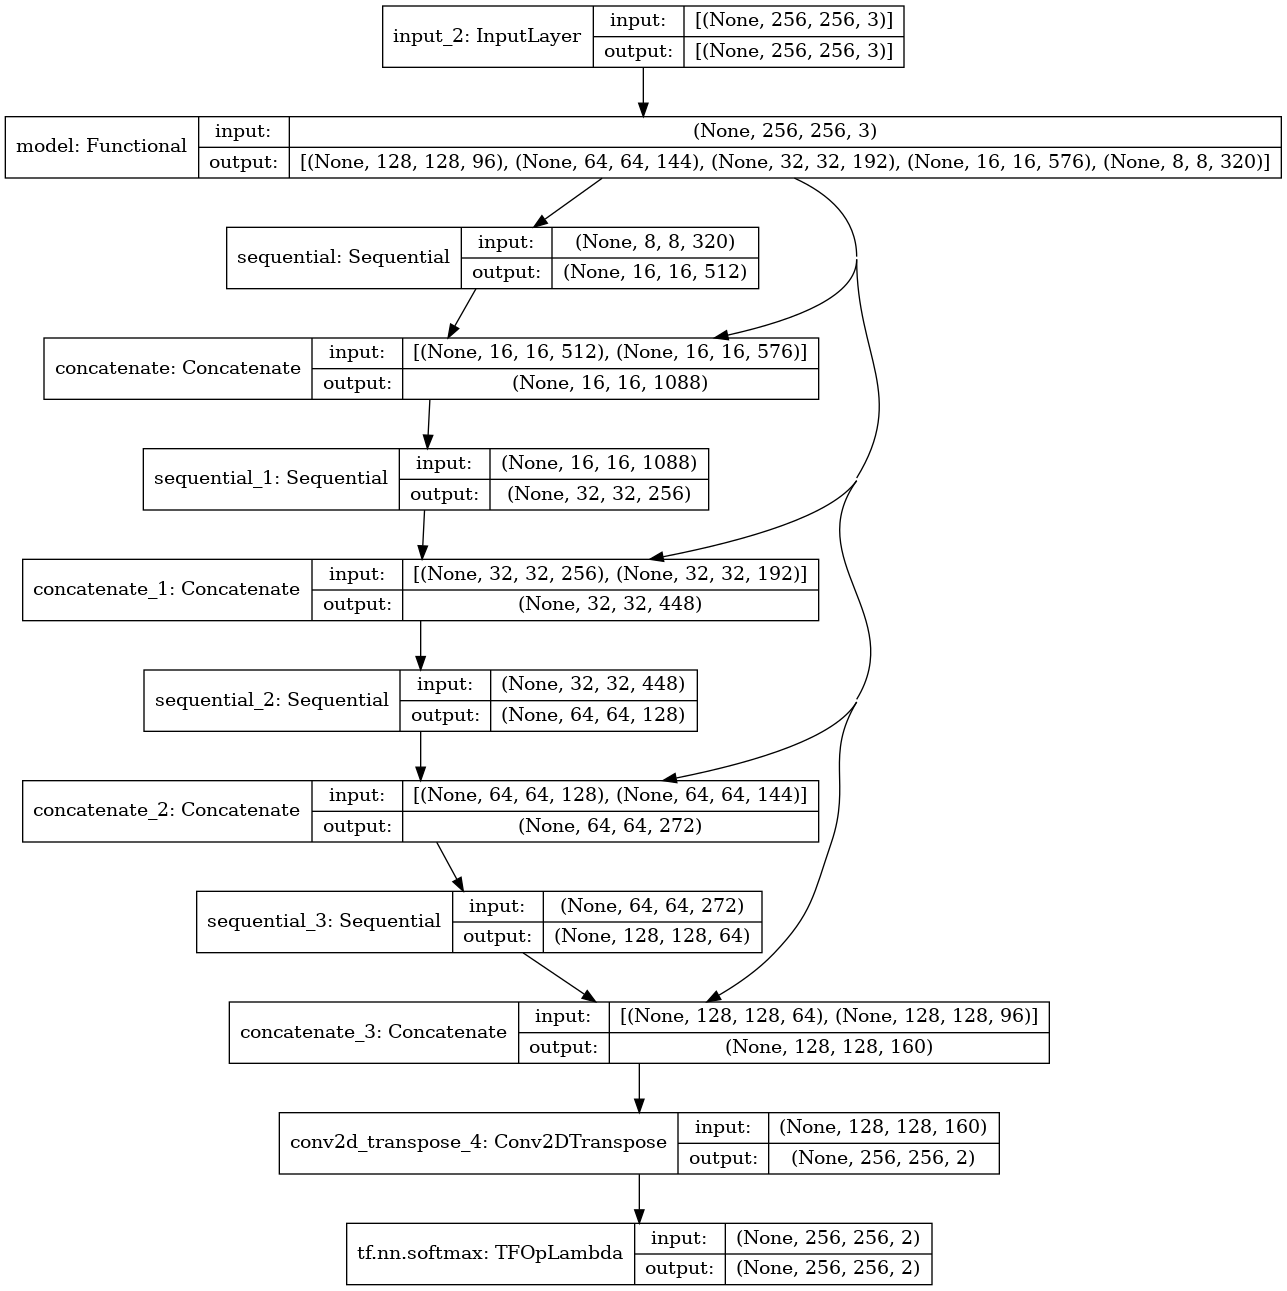 input_2: InputLayer
input: [(None, 256, 256, 3)]
output: [(None, 256, 256, 3)]
model: Functional
input: (None, 256, 256, 3)
output: [(None, 128, 128, 96), (None, 64, 64, 144), (None, 32, 32, 192), (None, 16, 16, 576), (None, 8, 8, 320)]
sequential: Sequential
input: (None, 8, 8, 320)
output: (None, 16, 16, 512)
concatenate: Concatenate
input: [(None, 16, 16, 512), (None, 16, 16, 576)]
output: (None, 16, 16, 1088)
sequential_1: Sequential
input: (None, 16, 16, 1088)
output: (None, 32, 32, 256)
concatenate_1: Concatenate
input: [(None, 32, 32, 256), (None, 32, 32, 192)]
output: (None, 32, 32, 448)
sequential_2: Sequential
input: (None, 32, 32, 448)
output: (None, 64, 64, 128)
concatenate_2: Concatenate
input: [(None, 64, 64, 128), (None, 64, 64, 144)]
output: (None, 64, 64, 272)
sequential_3: Sequential
input: (None, 64, 64, 272)
output: (None, 128, 128, 64)
concatenate_3: Concatenate
input: [(None, 128, 128, 64), (None, 128, 128, 96)]
output: (None, 128, 128, 160)
conv2d_transpose_4: Conv2DTranspose
input: (None, 128, 128, 160)
output: (None, 256, 256, 2)
tf.nn.softmax: TFOpLambda
input: (None, 256, 256, 2)
output: (None, 256, 256, 2)